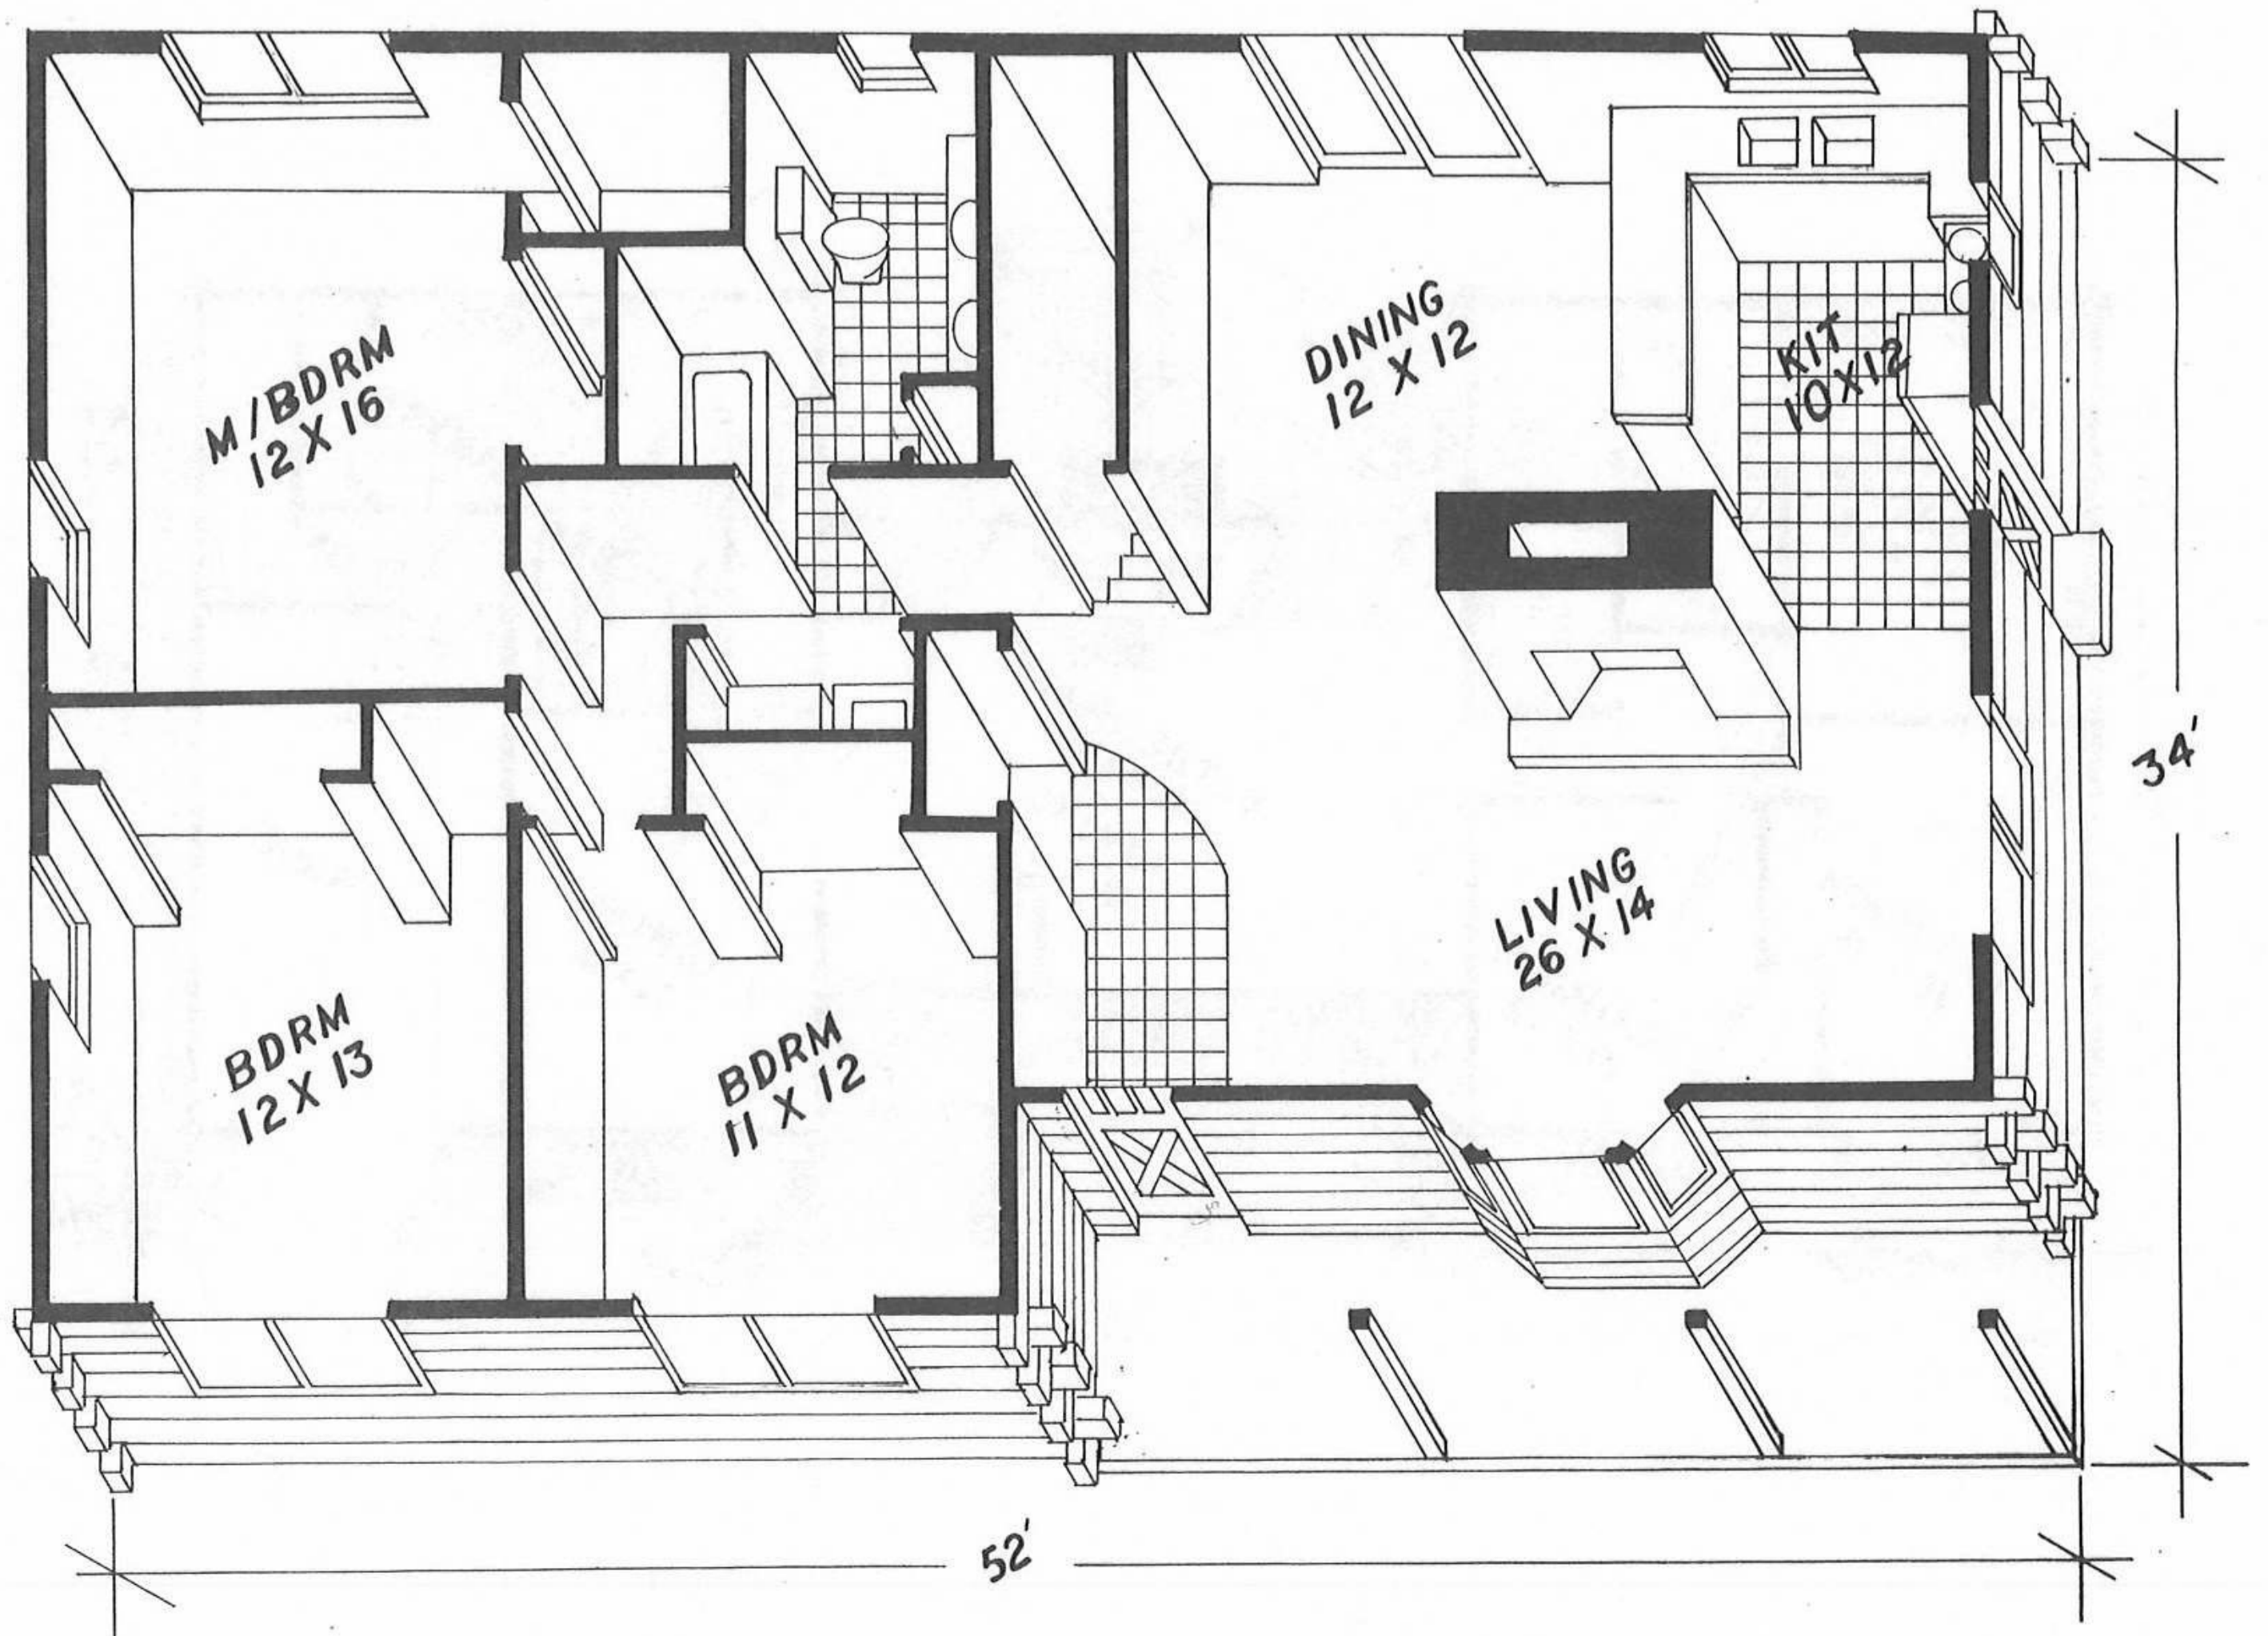 M/BDRM
12 X 16
DINING
12 X 12
KIT
10X12
34'
LIVING
26 X 14
BDRM
12 X 13
BDRM
11 X 12
52'